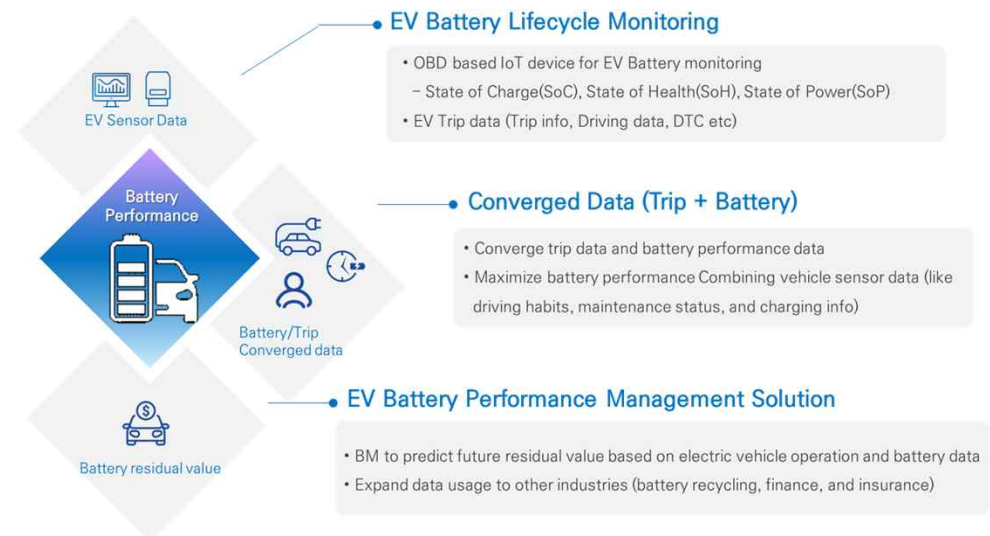 EV Battery Lifecycle Monitoring
• OBD based IoT device for EV Battery monitoring
- State of Charge(SoC), State of Health(SoH), State of Power(SoP)
• EV Trip data (Trip info, Driving data, DTC etc)
EV Sensor Data
Battery
Performance
Converged Data (Trip + Battery)
• Converge trip data and battery performance data
• Maximize battery performance Combining vehicle sensor data (like
driving habits, maintenance status, and charging info)
Battery/Trip
Converged data
EV Battery Performance Management Solution
• BM to predict future residual value based on electric vehicle operation and battery data
• Expand data usage to other industries (battery recycling, finance, and insurance)
$
Battery residual value